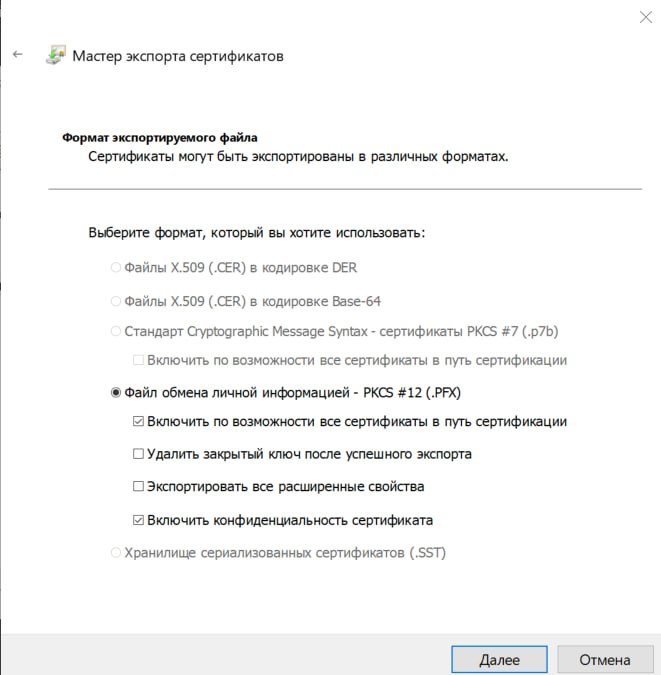 Мастер экспорта сертификатов
Формат экспортируемого файла
Сертификаты могут быть экспортированы в различных форматах.
Выберите формат, который вы хотите использовать:
Файлы X.509 (.CER) в кодировке DER
Файлы X.509 (.CER) в кодировке Base-64
Стандарт Cryptographic Message Syntax - сертификаты PKCS #7 (.p7b)
Включить по возможности все сертификаты в путь сертификации
Файл обмена личной информацией - PKCS #12 (.PFX)
Включить по возможности все сертификаты в путь сертификации
Удалить закрытый ключ после успешного экспорта
Экспортировать все расширенные свойства
Включить конфиденциальность сертификата
Хранилище сериализованных сертификатов (.SST)
Далее Отмена